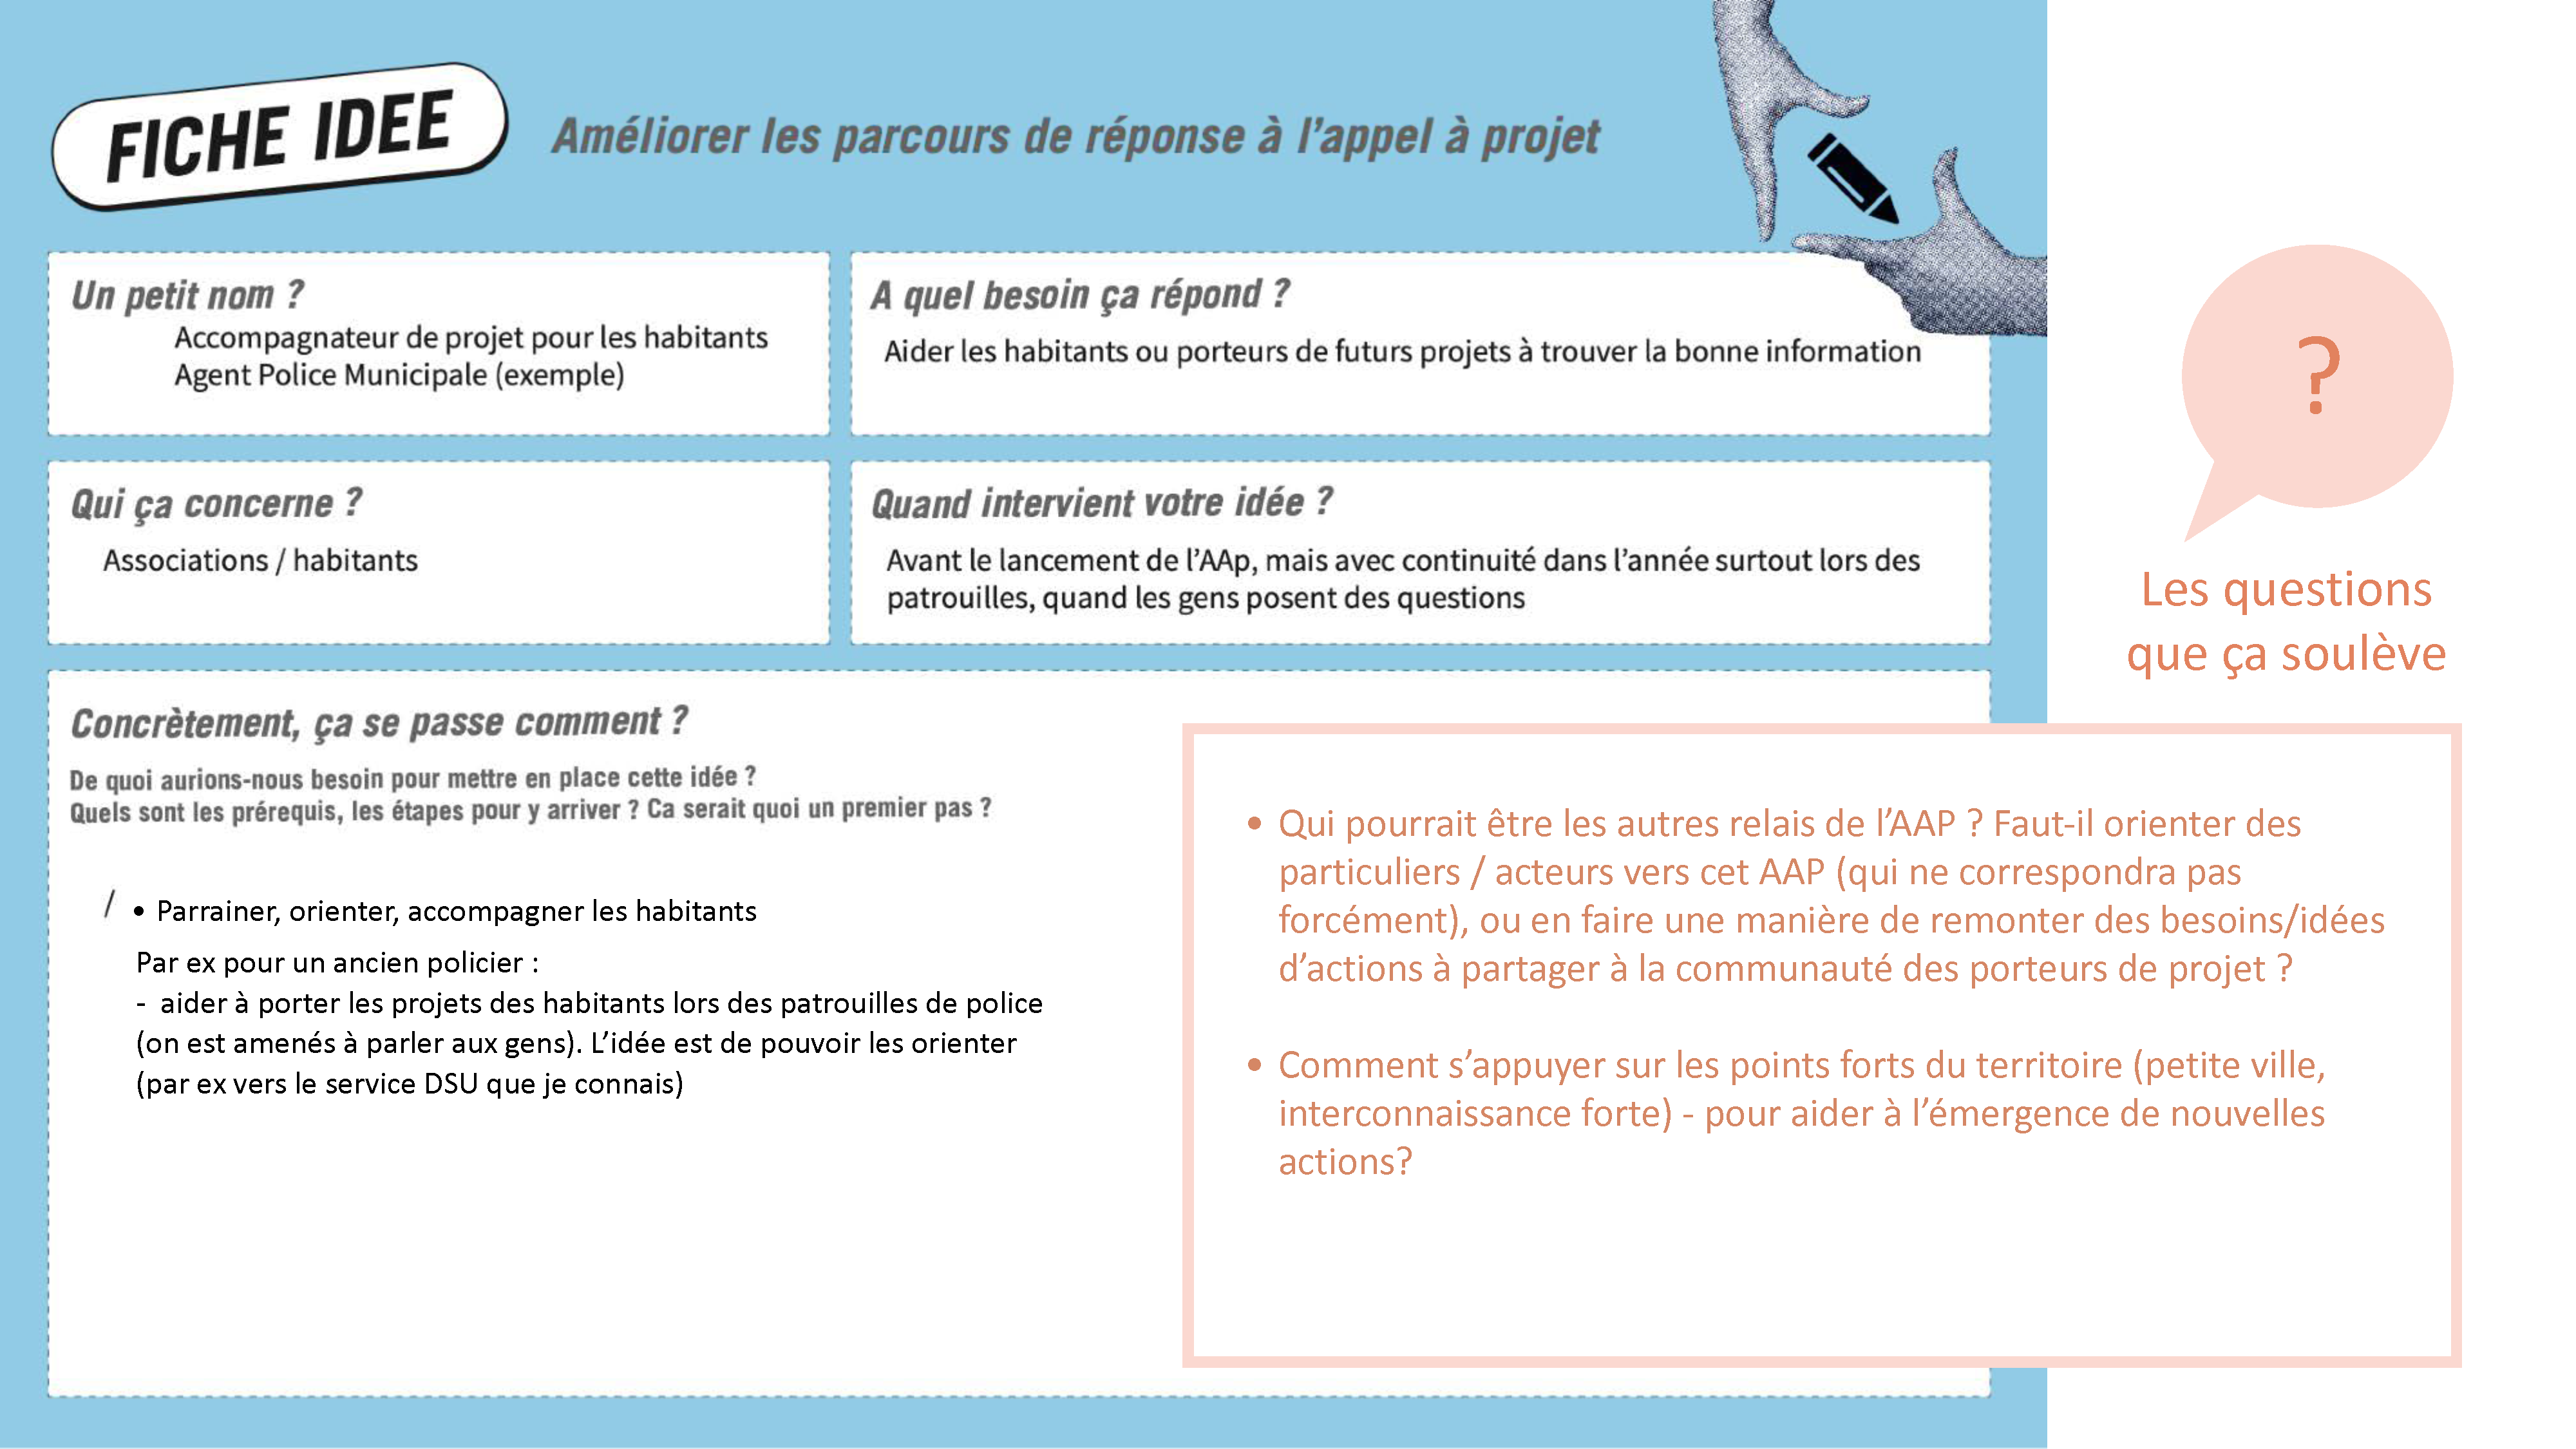 FICHE IDEE
Améliorer les parcours de réponse à l'appel à projet
Un petit nom ?
Accompagnateur de projet pour les habitants
Agent Police Municipale (exemple)
A quel besoin ça répond ?
Aider les habitants ou porteurs de futurs projets à trouver la bonne information
Qui ça concerne ?
Associations / habitants
Quand intervient votre idée ?
Avant le lancement de l'AAp, mais avec continuité dans l'année surtout lors des
patrouilles, quand les gens posent des questions
?
Les questions
que ça soulève
Concrètement, ça se passe comment ?
De quoi aurions-nous besoin pour mettre en place cette idée ?
Quels sont les prérequis, les étapes pour y arriver ? Ca serait quoi un premier pas ?
/ • Parrainer, orienter, accompagner les habitants
Par ex pour un ancien policier :
- aider à porter les projets des habitants lors des patrouilles de police
(on est amenés à parler aux gens). L'idée est de pouvoir les orienter
(par ex vers le service DSU que je connais)
• Qui pourrait être les autres relais de l'AAP ? Faut-il orienter des
particuliers / acteurs vers cet AAP (qui ne correspondra pas
forcément), ou en faire une manière de remonter des besoins/idées
d'actions à partager à la communauté des porteurs de projet ?
• Comment s'appuyer sur les points forts du territoire (petite ville,
interconnaissance forte) - pour aider à l'émergence de nouvelles
actions?